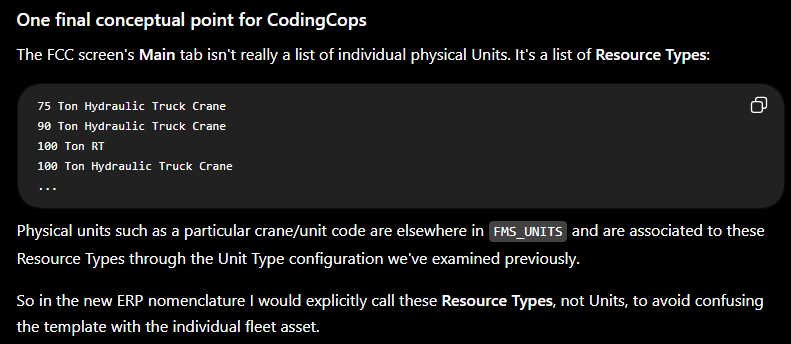 One final conceptual point for CodingCops
The FCC screen's Main tab isn't really a list of individual physical Units. It's a list of Resource Types:
75 Ton Hydraulic Truck Crane
90 Ton Hydraulic Truck Crane
100 Ton RT
100 Ton Hydraulic Truck Crane
...
Physical units such as a particular crane/unit code are elsewhere in FMS_UNITS and are associated to these
Resource Types through the Unit Type configuration we've examined previously.
So in the new ERP nomenclature I would explicitly call these Resource Types, not Units, to avoid confusing
the template with the individual fleet asset.